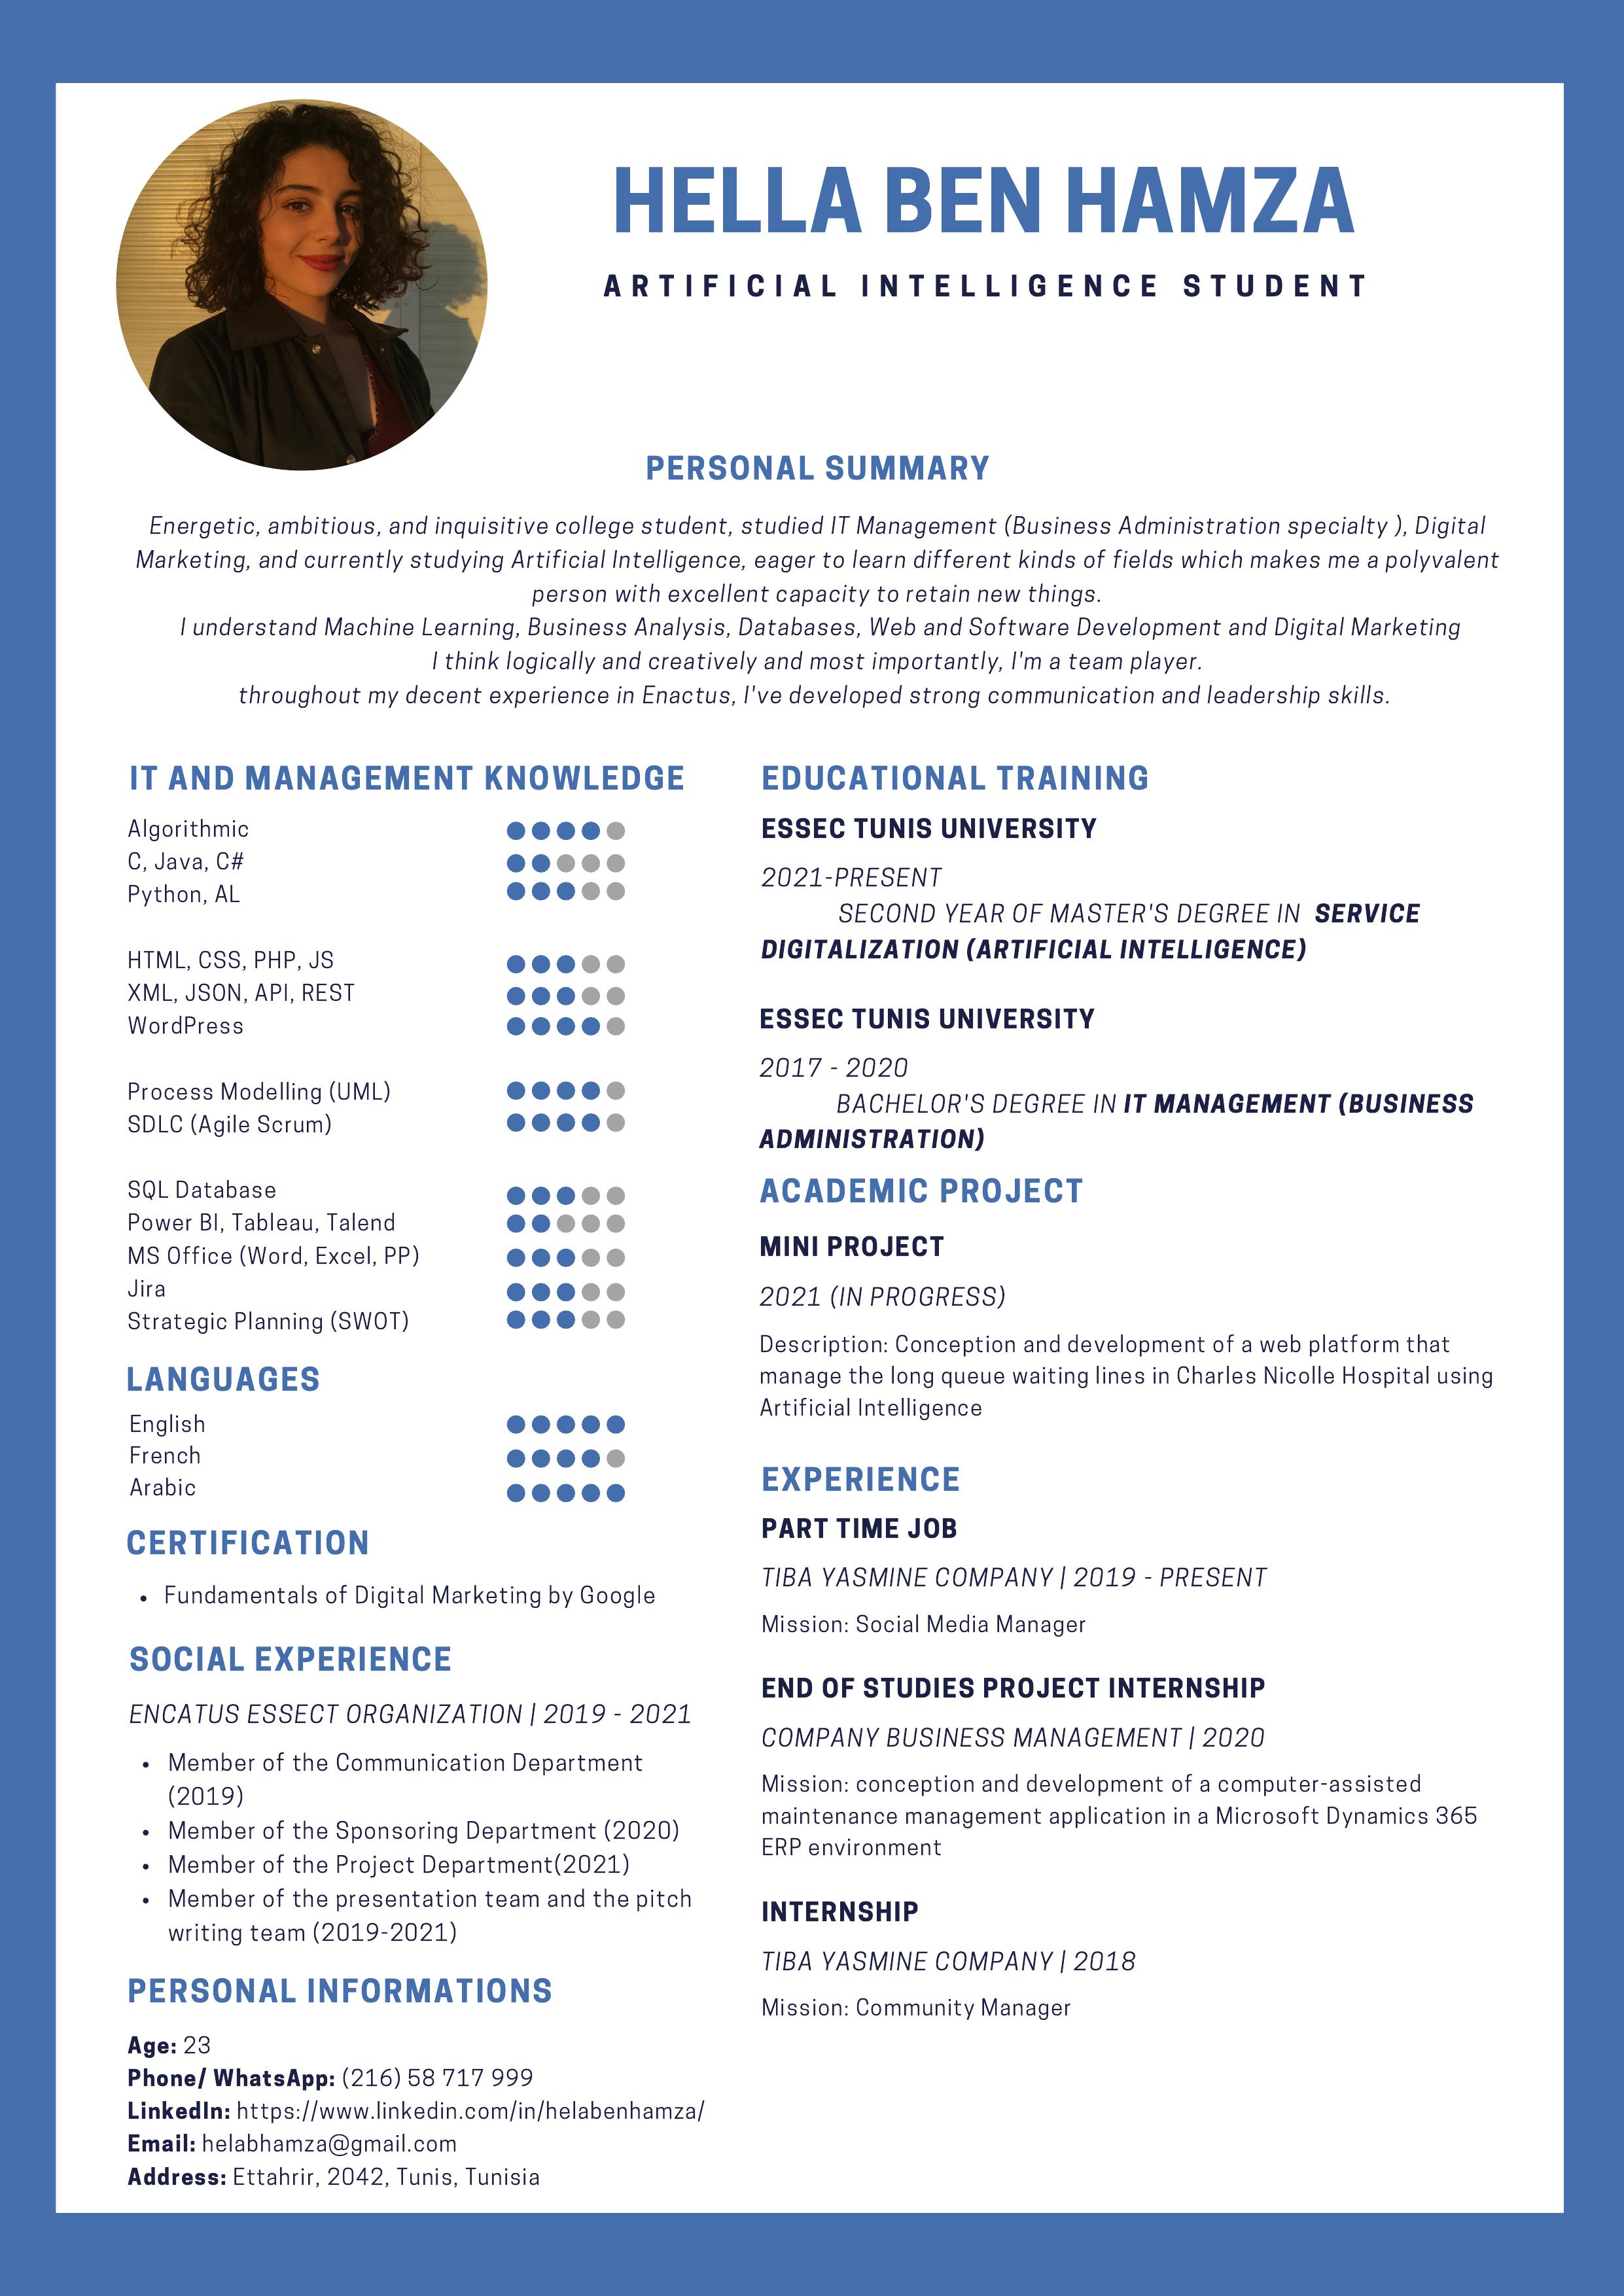 HELLA BEN HAMZA
ARTIFICIAL INTELLIGENCE STUDENT
PERSONAL SUMMARY
Energetic, ambitious, and inquisitive college student, studied IT Management (Business Administration specialty ), Digital
Marketing, and currently studying Artificial Intelligence, eager to learn different kinds of fields which makes me a polyvalent
person with excellent capacity to retain new things.
I understand Machine Learning, Business Analysis, Databases, Web and Software Development and Digital Marketing
I think logically and creatively and most importantly, I'm a team player.
throughout my decent experience in Enactus, I've developed strong communication and leadership skills.
IT AND MANAGEMENT KNOWLEDGE
Algorithmic
C, Java, C#
Python, AL
HTML, CSS, PHP, JS
XML, JSON, API, REST
WordPress
Process Modelling (UML)
SDLC (Agile Scrum)
SQL Database
Power BI, Tableau, Talend
MS Office (Word, Excel, PP)
Jira
Strategic Planning (SWOT)
LANGUAGES
English
French
Arabic
CERTIFICATION
• Fundamentals of Digital Marketing by Google
SOCIAL EXPERIENCE
ENCATUS ESSECT ORGANIZATION | 2019 - 2021
• Member of the Communication Department
(2019)
• Member of the Sponsoring Department (2020)
• Member of the Project Department(2021)
• Member of the presentation team and the pitch
writing team (2019-2021)
PERSONAL INFORMATIONS
Age: 23
Phone/ WhatsApp: (216) 58 717 999
LinkedIn: https://www.linkedin.com/in/helabenhamza/
Email: helabhamza@gmail.com
Address: Ettahrir, 2042, Tunis, Tunisia
EDUCATIONAL TRAINING
ESSEC TUNIS UNIVERSITY
2021-PRESENT
SECOND YEAR OF MASTER'S DEGREE IN SERVICE
DIGITALIZATION (ARTIFICIAL INTELLIGENCE)
ESSEC TUNIS UNIVERSITY
2017 - 2020
BACHELOR'S DEGREE IN IT MANAGEMENT (BUSINESS
ADMINISTRATION)
ACADEMIC PROJECT
MINI PROJECT
2021 (IN PROGRESS)
Description: Conception and development of a web platform that
manage the long queue waiting lines in Charles Nicolle Hospital using
Artificial Intelligence
EXPERIENCE
PART TIME JOB
TIBA YASMINE COMPANY | 2019 - PRESENT
Mission: Social Media Manager
END OF STUDIES PROJECT INTERNSHIP
COMPANY BUSINESS MANAGEMENT | 2020
Mission: conception and development of a computer-assisted
maintenance management application in a Microsoft Dynamics 365
ERP environment
INTERNSHIP
TIBA YASMINE COMPANY | 2018
Mission: Community Manager